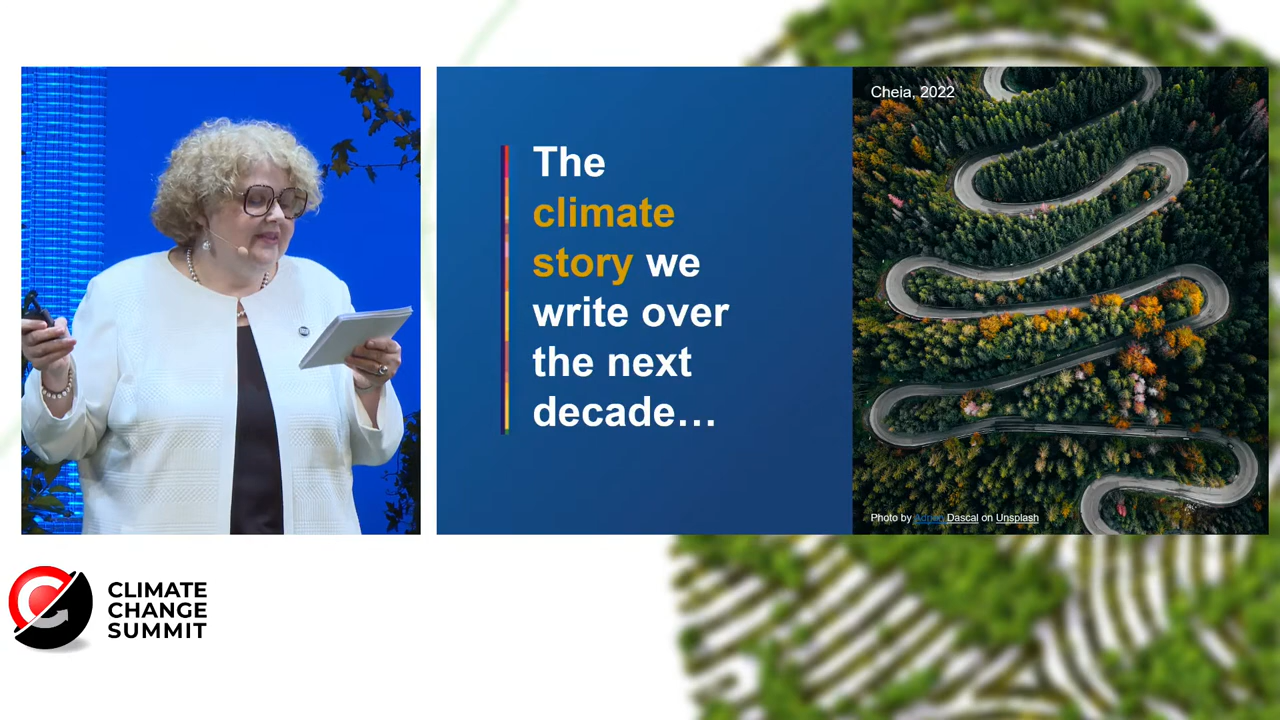 The
climate
story we
write over
the next
decade…
Cheia, 2022
Photo by Adrian Dascal on Unsplash
CLIMATE
CHANGE
SUMMIT